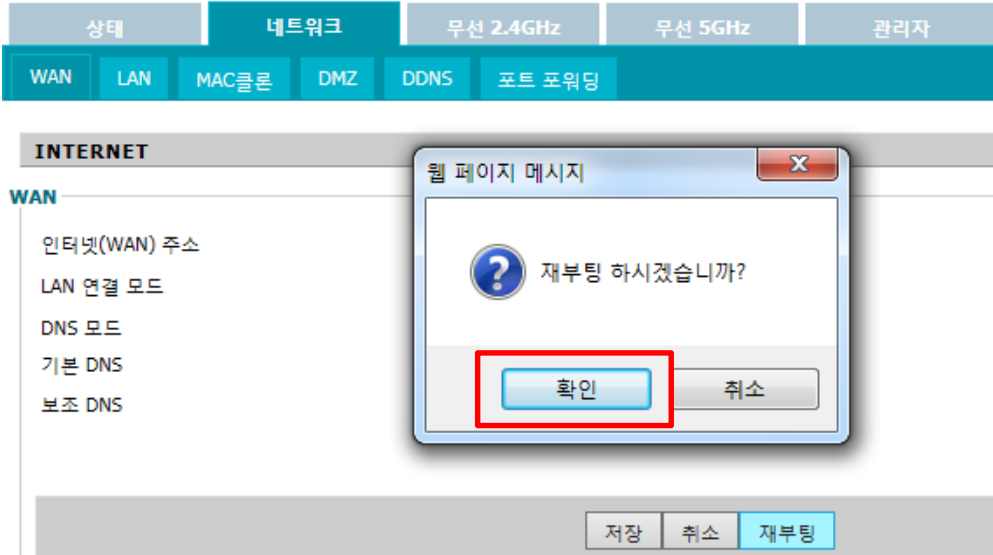 상태 네트워크 무선 2.4GHz 무선 5GHz 관리자
WAN LAN MAC클론 DMZ DDNS 포트 포워딩
INTERNET
WAN
인터넷(WAN) 주소
LAN 연결 모드
DNS 모드
기본 DNS
보조 DNS
웹 페이지 메시지
재부팅 하시겠습니까?
확인 취소
저장 취소 재부팅